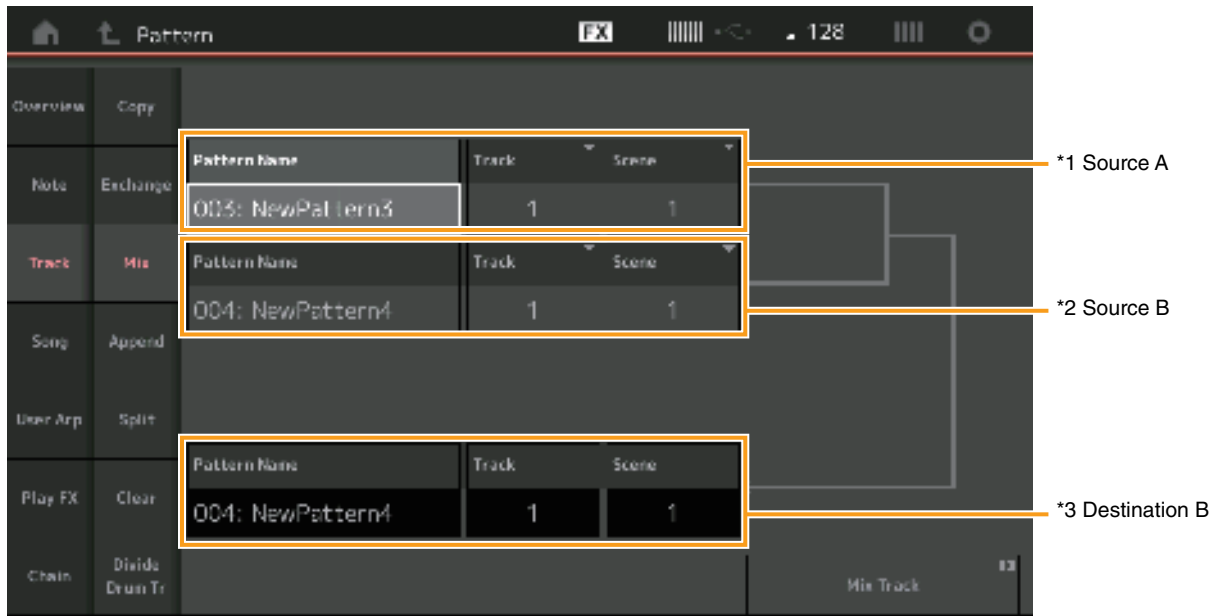 Pattern
FX
128
Overview
Copy
Pattern Name
Track
Scene
*1 Source A
Note
Exchange
003: NewPattern3
1
1
Track
Mix
Pattern Name
Track
Scene
004: NewPattern4
1
1
*2 Source B
Song
Append
User Arp
Split
Pattern Name
Track
Scene
Play FX
Clear
004: NewPattern4
1
1
*3 Destination B
Chain
Divide
Drum Tr
Mix Track